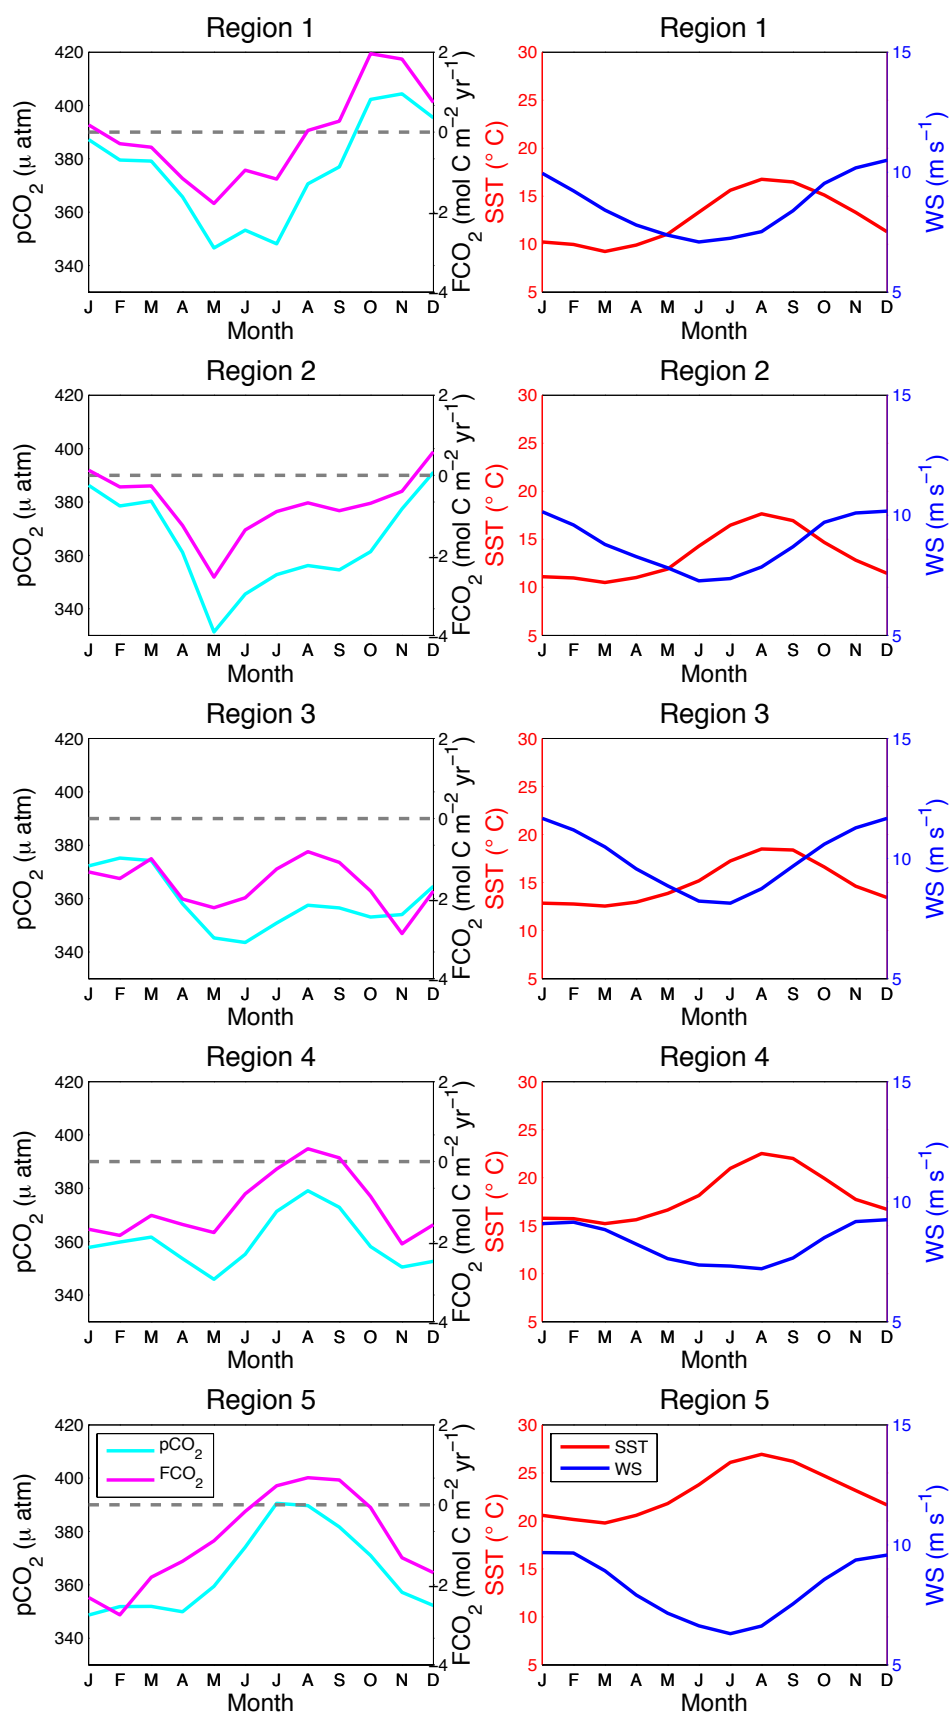 Region 1
420
400
380
360
340
pCO2 (μ atm)
2
0
−2
−4
FCO2 (mol C m−2 yr−1)
J F M A M J J A S O N D
Month
Region 1
30
25
20
15
10
5
SST (° C)
15
10
5
WS (m s−1)
J F M A M J J A S O N D
Month
Region 2
420
400
380
360
340
pCO2 (μ atm)
2
0
−2
−4
FCO2 (mol C m−2 yr−1)
J F M A M J J A S O N D
Month
Region 2
30
25
20
15
10
5
SST (° C)
15
10
5
WS (m s−1)
J F M A M J J A S O N D
Month
Region 3
420
400
380
360
340
pCO2 (μ atm)
2
0
−2
−4
FCO2 (mol C m−2 yr−1)
J F M A M J J A S O N D
Month
Region 3
30
25
20
15
10
5
SST (° C)
15
10
5
WS (m s−1)
J F M A M J J A S O N D
Month
Region 4
420
400
380
360
340
pCO2 (μ atm)
2
0
−2
−4
FCO2 (mol C m−2 yr−1)
J F M A M J J A S O N D
Month
Region 4
30
25
20
15
10
5
SST (° C)
15
10
5
WS (m s−1)
J F M A M J J A S O N D
Month
Region 5
420
400
380
360
340
pCO2 (μ atm)
pCO2
FCO2
2
0
−2
−4
FCO2 (mol C m−2 yr−1)
J F M A M J J A S O N D
Month
Region 5
30
25
20
15
10
5
SST (° C)
SST
WS
15
10
5
WS (m s−1)
J F M A M J J A S O N D
Month